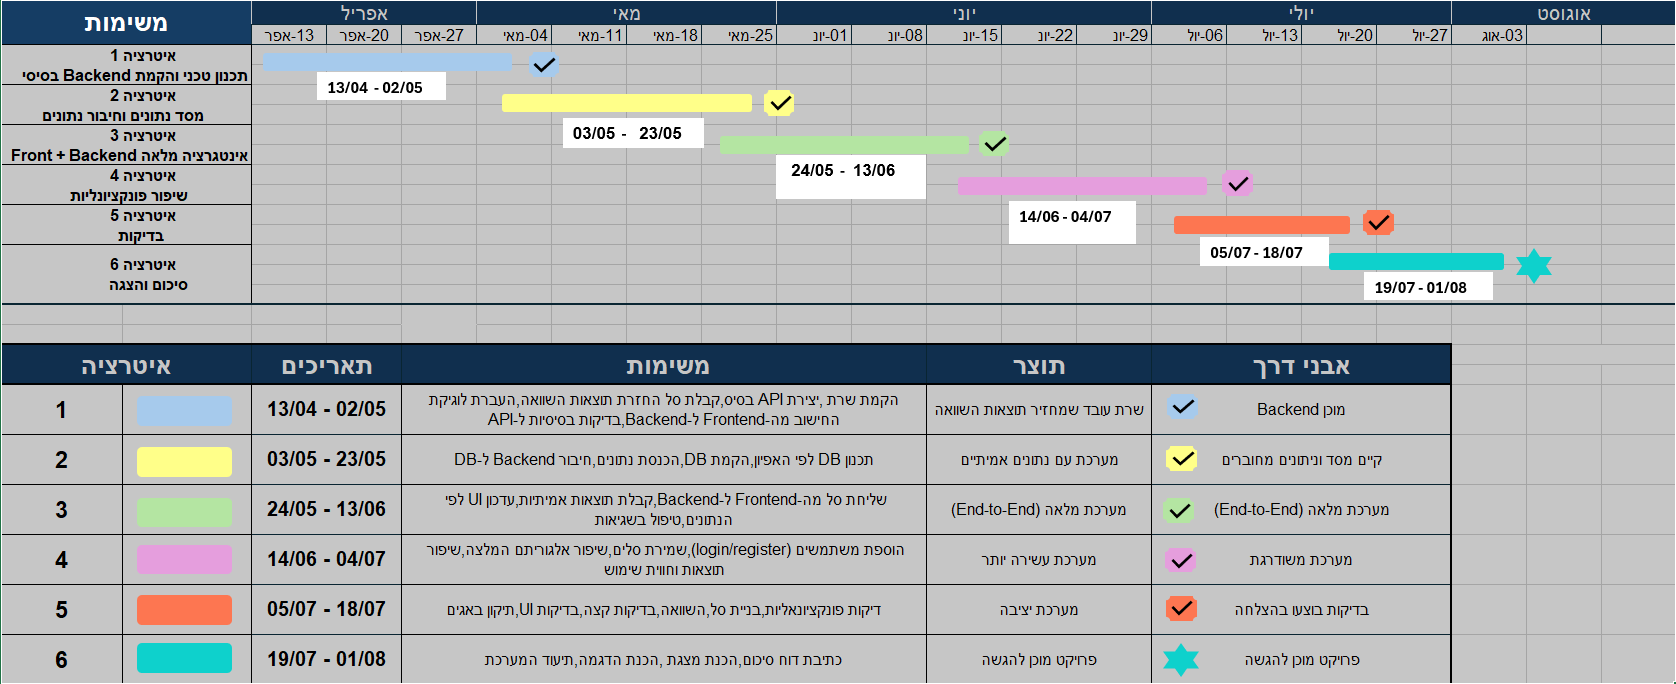 משימות
אפריל
מאי
יוני
יולי
אוגוסט
13-אפר
20-אפר
27-אפר
04-מאי
11-מאי
18-מאי
25-מאי
01-יונ
08-יונ
15-יונ
22-יונ
29-יונ
06-יול
13-יול
20-יול
27-יול
03-אוג
איטרציה 1
תכנון טכני והקמת Backend בסיסי
13/04 - 02/05
איטרציה 2
מסד נתונים וחיבור נתונים
03/05 - 23/05
איטרציה 3
אינטגרציה מלאה Front + Backend
24/05 - 13/06
איטרציה 4
שיפור פונקציונליות
14/06 - 04/07
איטרציה 5
בדיקות
05/07 - 18/07
איטרציה 6
סיכום והצגה
19/07 - 01/08
איטרציה
תאריכים
משימות
תוצר
אבני דרך
1
13/04 - 02/05
הקמת שרת ,יצירת API בסיס,קבלת סל החזרת תוצאות השוואה,העברת לוגיקת
החישוב מה-Frontend ל-Backend,בדיקות בסיסיות ל-API
שרת עובד שמחזיר תוצאות השוואה
מוכן Backend
2
03/05 - 23/05
תכנון DB לפי האפיון,הקמת DB,הכנסת נתונים,חיבור Backend ל-DB
מערכת עם נתונים אמיתיים
קיים מסד וניתונים מחוברים
3
24/05 - 13/06
שליחת סל מה-Frontend ל-Backend,קבלת תוצאות אמיתיות,עדכון UI לפי
הנתונים,טיפול בשגיאות
מערכת מלאה (End-to-End)
מערכת מלאה (End-to-End)
4
14/06 - 04/07
הוספת משתמשים (login/register),שמירת סלים,שיפור אלגוריתם המלצה,שיפור
תוצאות וחווית שימוש
מערכת עשירה יותר
מערכת משודרגת
5
05/07 - 18/07
דיקות פונקציונאליות,בניית סל,השוואה,בדיקות קצה,בדיקות UI,תיקון באגים
מערכת יציבה
בדיקות בוצעו בהצלחה
6
19/07 - 01/08
כתיבת דוח סיכום,הכנת מצגת ,הכנת הדגמה,תיעוד המערכת
פרויקט מוכן להגשה
פרויקט מוכן להגשה